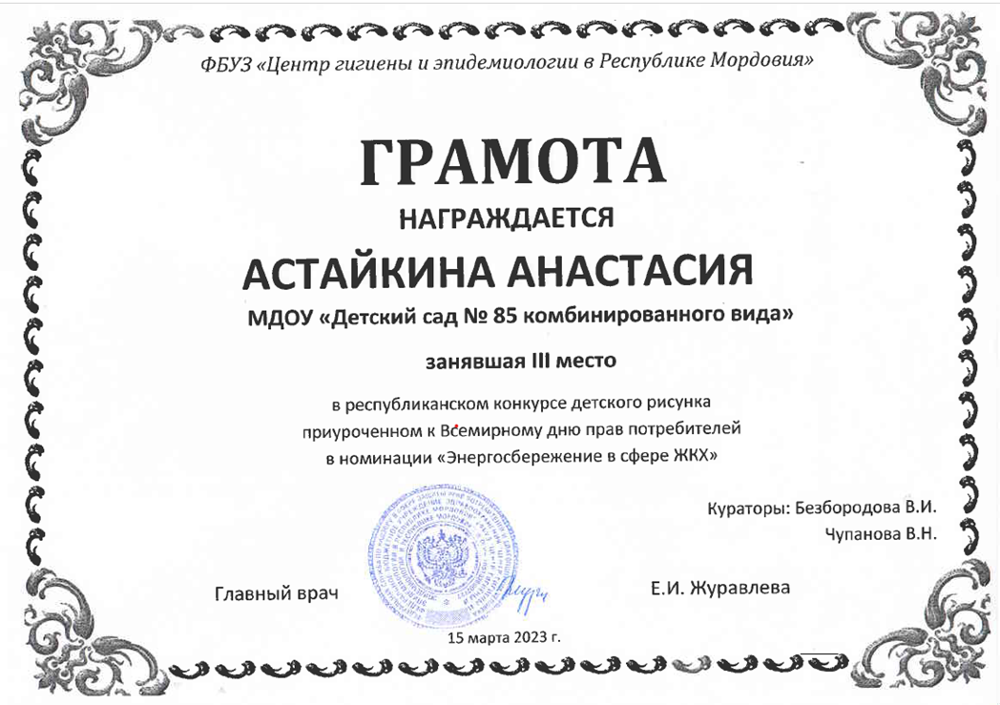 ФБУЗ «Центр гигиены и эпидемиологии в Республике Мордовия»
ГРАМОТА
НАГРАЖДАЕТСЯ
АСТАЙКИНА АНАСТАСИЯ
МДОУ «Детский сад № 85 комбинированного вида»
занявшая III место
в республиканском конкурсе детского рисунка
приуроченном к Всемирному дню прав потребителей
в номинации «Энергосбережение в сфере ЖКХ»
Кураторы: Безбородова В.И.
Чупанова В.Н.
Главный врач
Е.И. Журавлева
15 марта 2023 г.